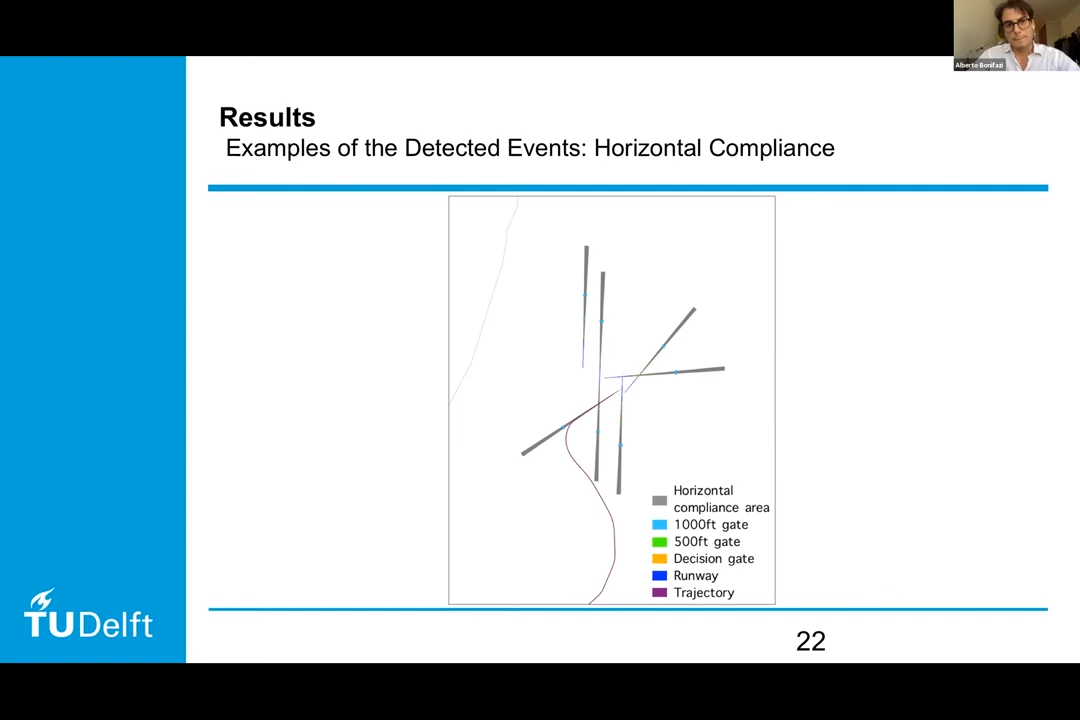 Alberto Bonifazi
Results
Examples of the Detected Events: Horizontal Compliance
Horizontal
compliance area
1000ft gate
500ft gate
Decision gate
Runway
Trajectory
TUDelft
22